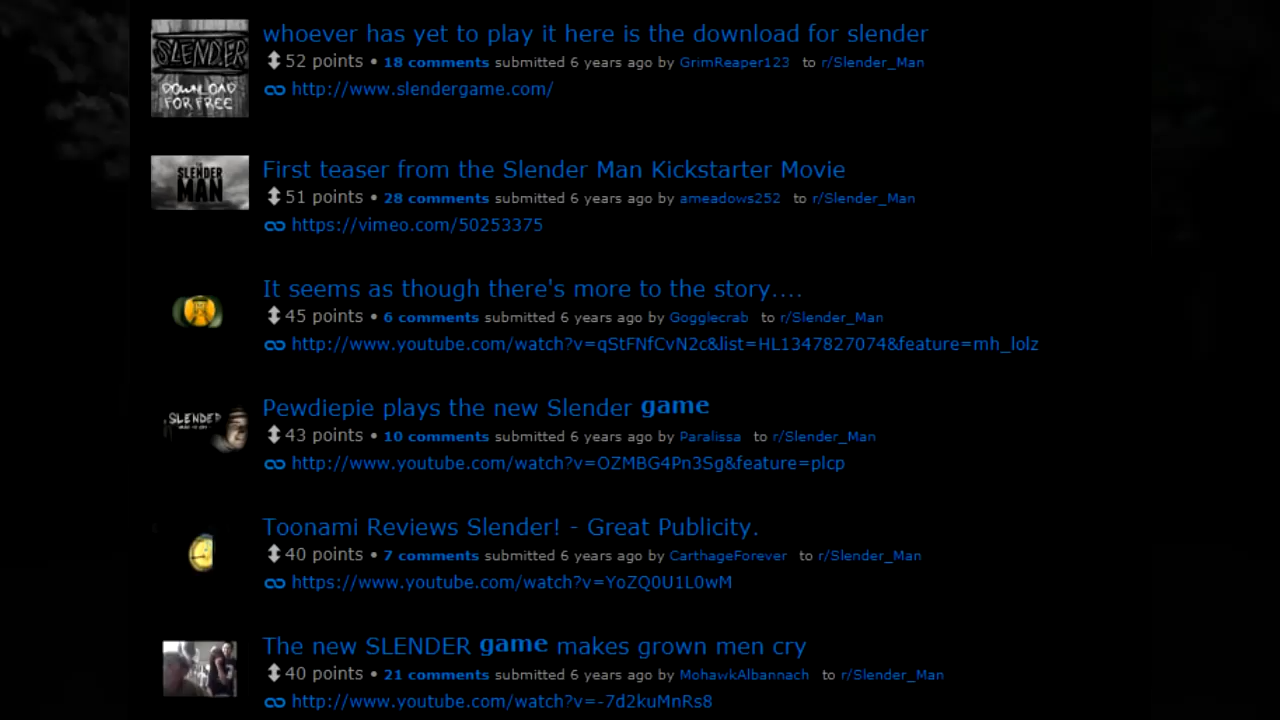 SLENDER
DOWNLOAD
FOR FREE
whoever has yet to play it here is the download for slender
52 points • 18 comments submitted 6 years ago by GrimReaper123 to r/Slender_Man
http://www.slendergame.com/
SLENDER
MAN
First teaser from the Slender Man Kickstarter Movie
51 points • 28 comments submitted 6 years ago by ameadows252 to r/Slender_Man
https://vimeo.com/50253375
It seems as though there's more to the story....
45 points • 6 comments submitted 6 years ago by Gogglecrab to r/Slender_Man
http://www.youtube.com/watch?v=qStFNfCvN2c&list=HL1347827074&feature=mh_lolz
SLENDER
Pewdiepie plays the new Slender game
43 points • 10 comments submitted 6 years ago by Paralissa to r/Slender_Man
http://www.youtube.com/watch?v=OZMBG4Pn3Sg&feature=plcp
Toonami Reviews Slender! - Great Publicity.
40 points • 7 comments submitted 6 years ago by CarthageForever to r/Slender_Man
https://www.youtube.com/watch?v=YoZQ0U1L0wM
The new SLENDER game makes grown men cry
40 points • 21 comments submitted 6 years ago by MohawkAlbannach to r/Slender_Man
http://www.youtube.com/watch?v=-7d2kuMnRs8